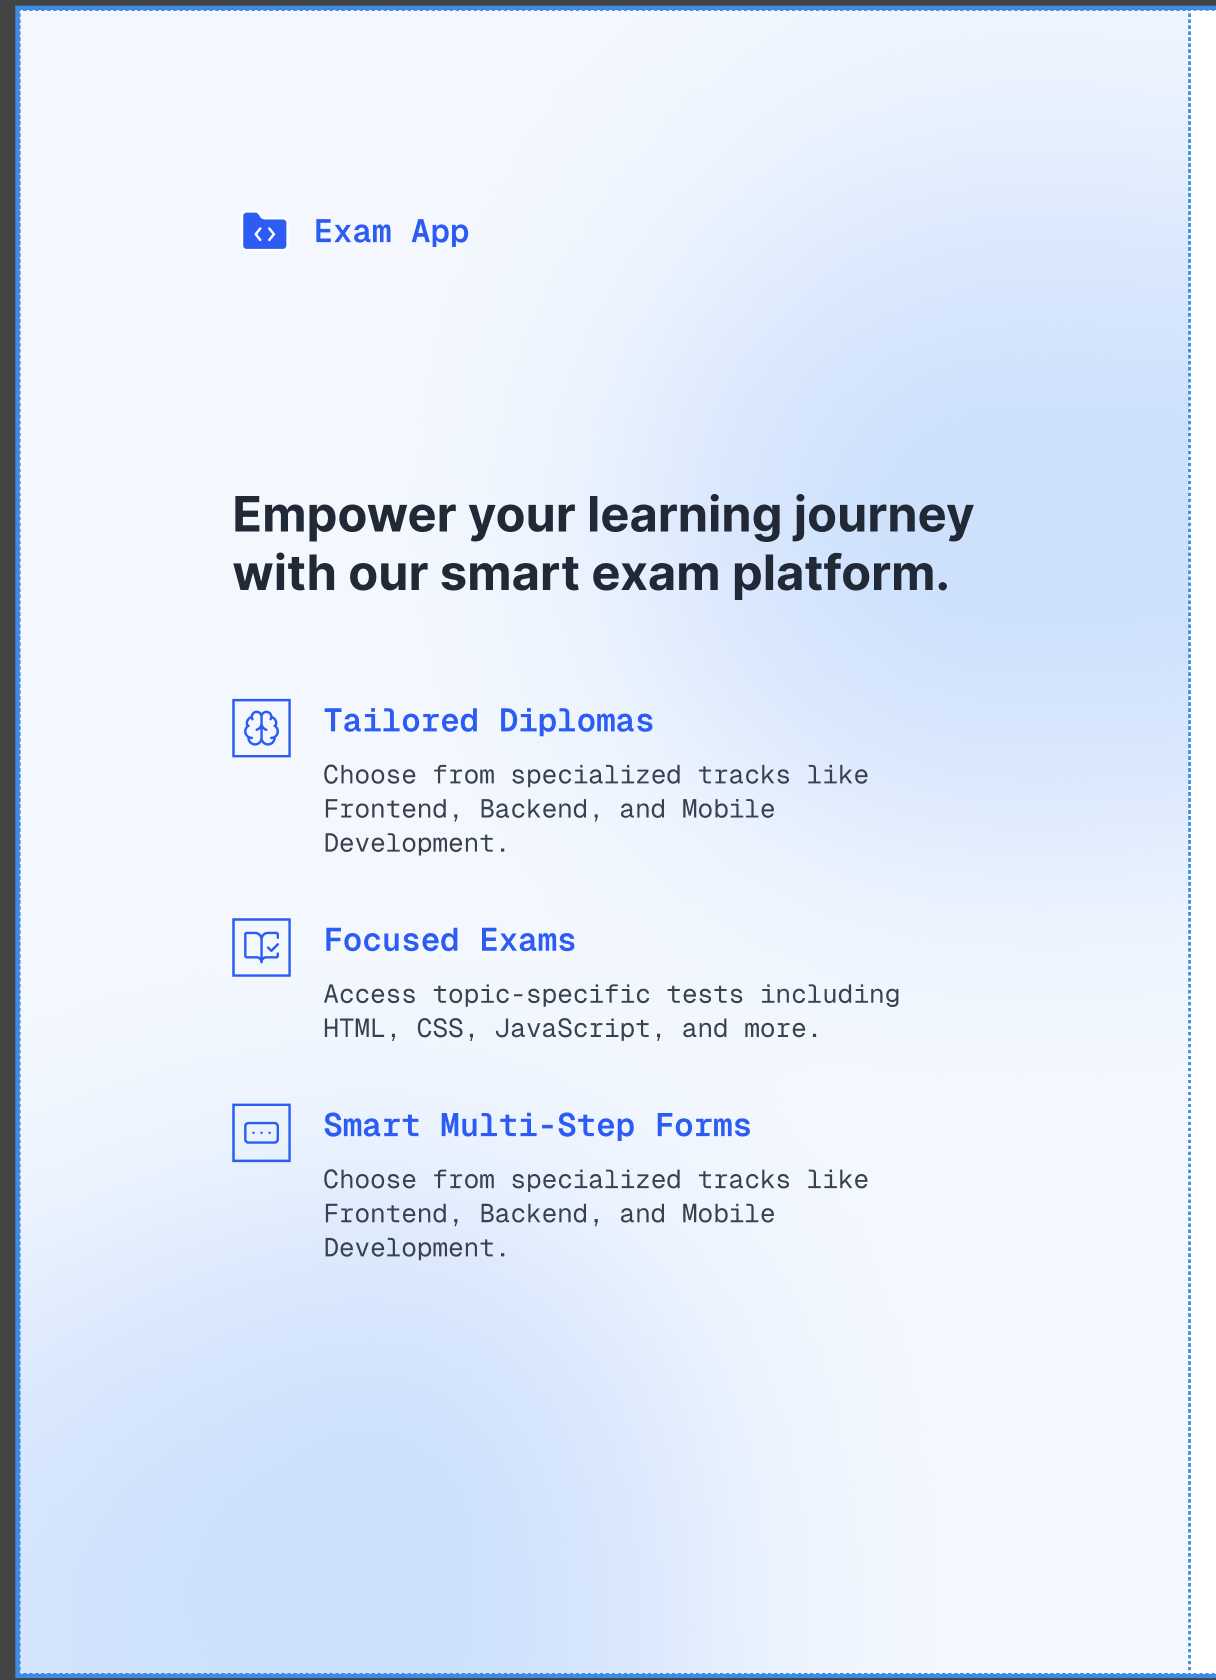 Exam App
Empower your learning journey
with our smart exam platform.
Tailored Diplomas
Choose from specialized tracks like
Frontend, Backend, and Mobile
Development.
Focused Exams
Access topic-specific tests including
HTML, CSS, JavaScript, and more.
Smart Multi-Step Forms
Choose from specialized tracks like
Frontend, Backend, and Mobile
Development.